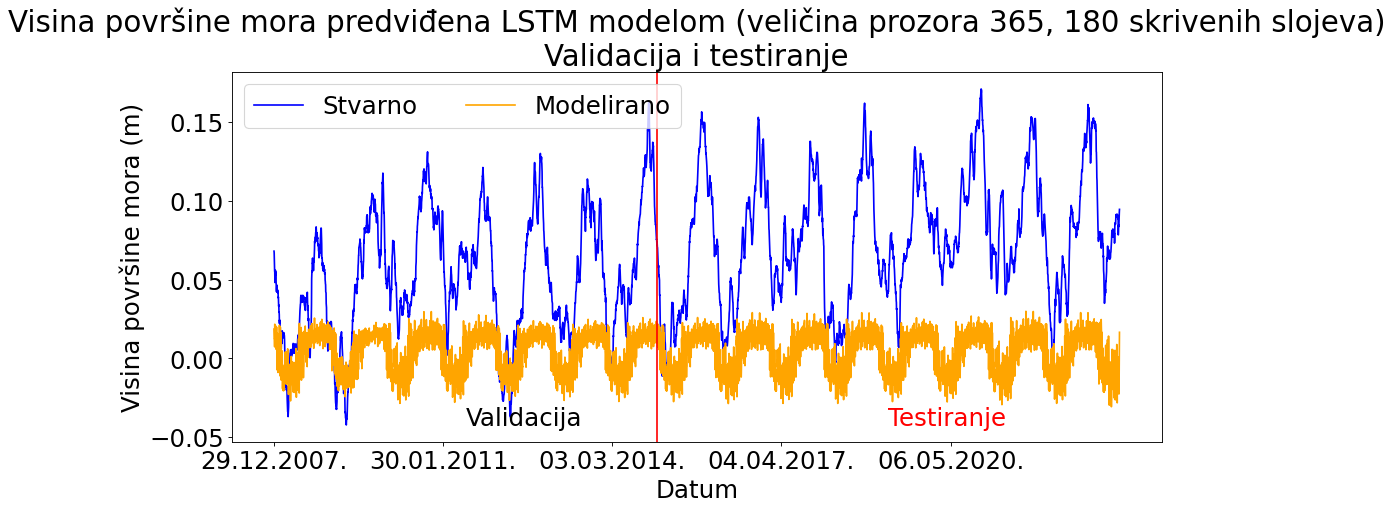 Visina površine mora predviđena LSTM modelom (veličina prozora 365, 180 skrivenih slojeva)
Validacija i testiranje
Stvarno Modelirano
Visina površine mora (m)
0.15
0.10
0.05
0.00
−0.05
Validacija Testiranje
29.12.2007. 30.01.2011. 03.03.2014. 04.04.2017. 06.05.2020.
Datum